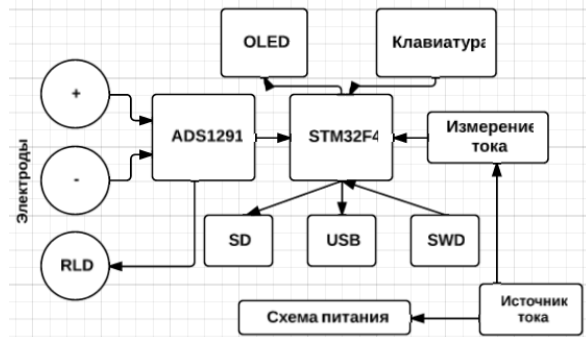 OLED
Клавиатура
+
ADS1291
STM32F4
Измерение
тока
Электроды
-
RLD
SD
USB
SWD
Источник
тока
Схема питания